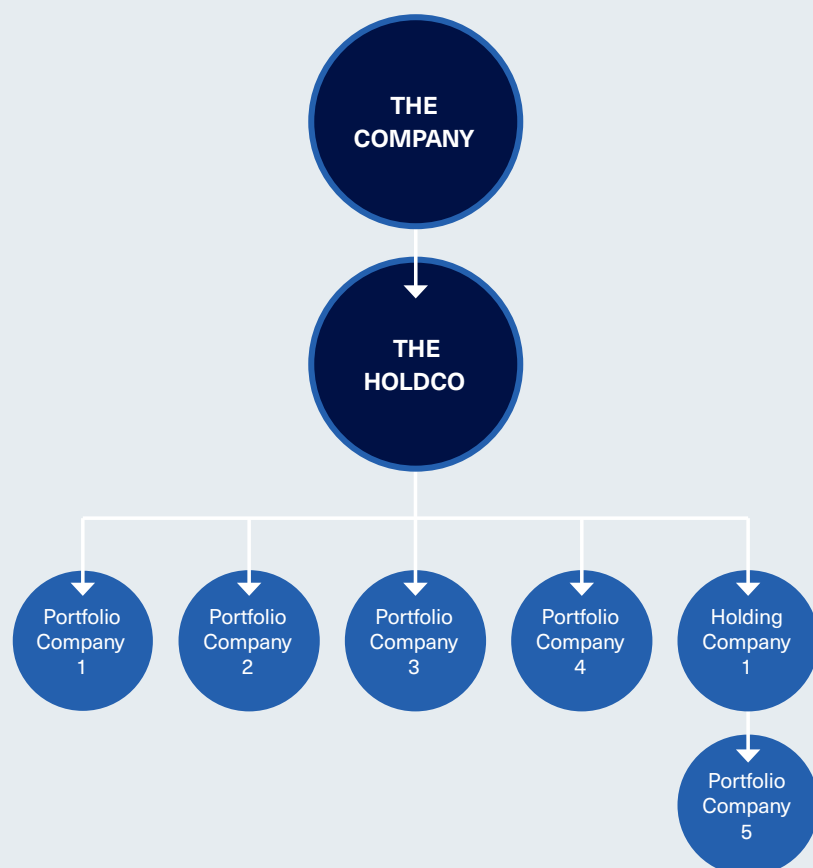 THE
COMPANY
THE
HOLDCO
Portfolio
Company
1
Portfolio
Company
2
Portfolio
Company
3
Portfolio
Company
4
Holding
Company
1
Portfolio
Company
5